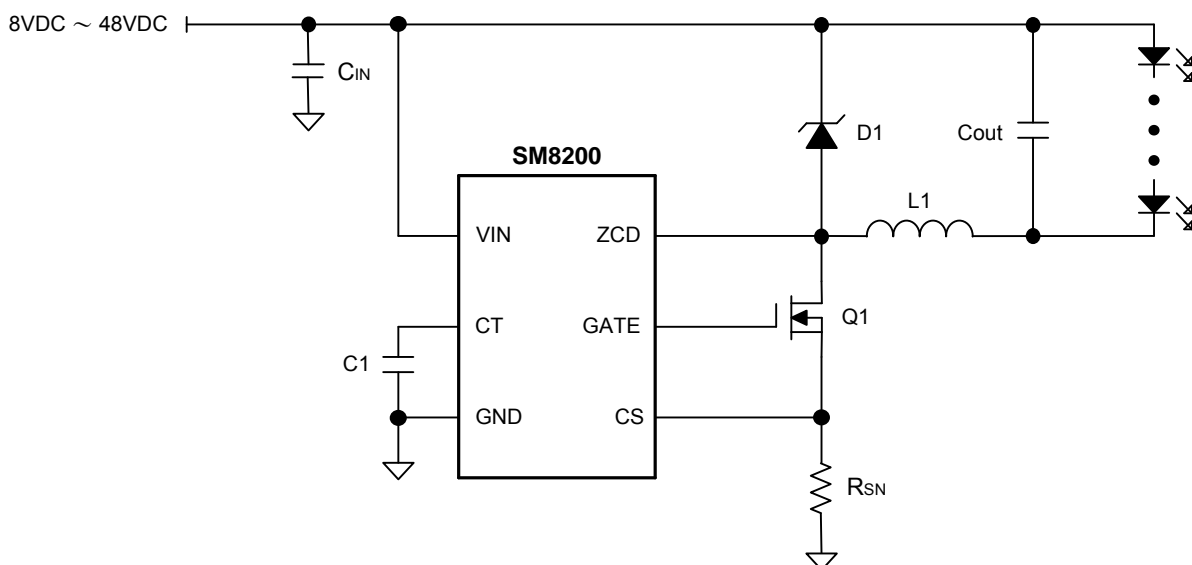 8VDC ～ 48VDC
CIN
D1
Cout
SM8200
L1
VIN
ZCD
CT
GATE
Q1
C1
GND
CS
RSN